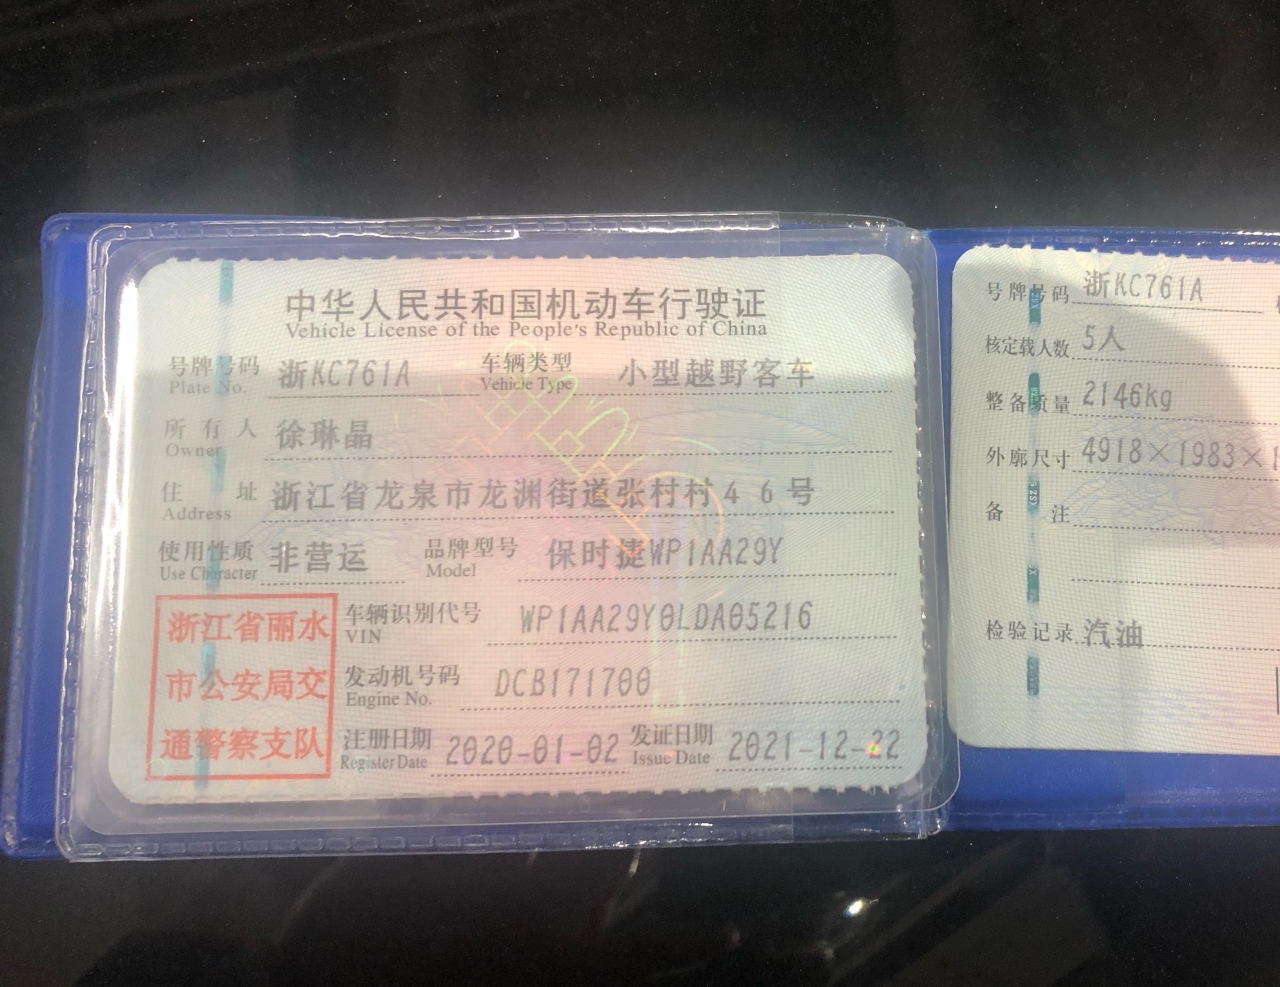 中华人民共和国机动车行驶证
Vehicle License of the People's Republic of China
号牌号码 浙KC761A 车辆类型 小型越野客车
Plate No. Vehicle Type
所有人 徐琳晶
Owner
住址 浙江省龙泉市龙渊街道张村村46号
Address
使用性质 非营运 品牌型号 保时捷WP1AA29Y
Use Character Model
浙江省丽水
市公安局交
通警察支队
车辆识别代号 WP1AA29Y0LDA05216
VIN
发动机号码 DCB171700
Engine No.
注册日期 2020-01-02 发证日期 2021-12-22
Register Date Issue Date
号牌号码 浙KC761A
核定载人数 5人
整备质量 2146kg
外廓尺寸 4918×1983×
备注
检验记录 汽油